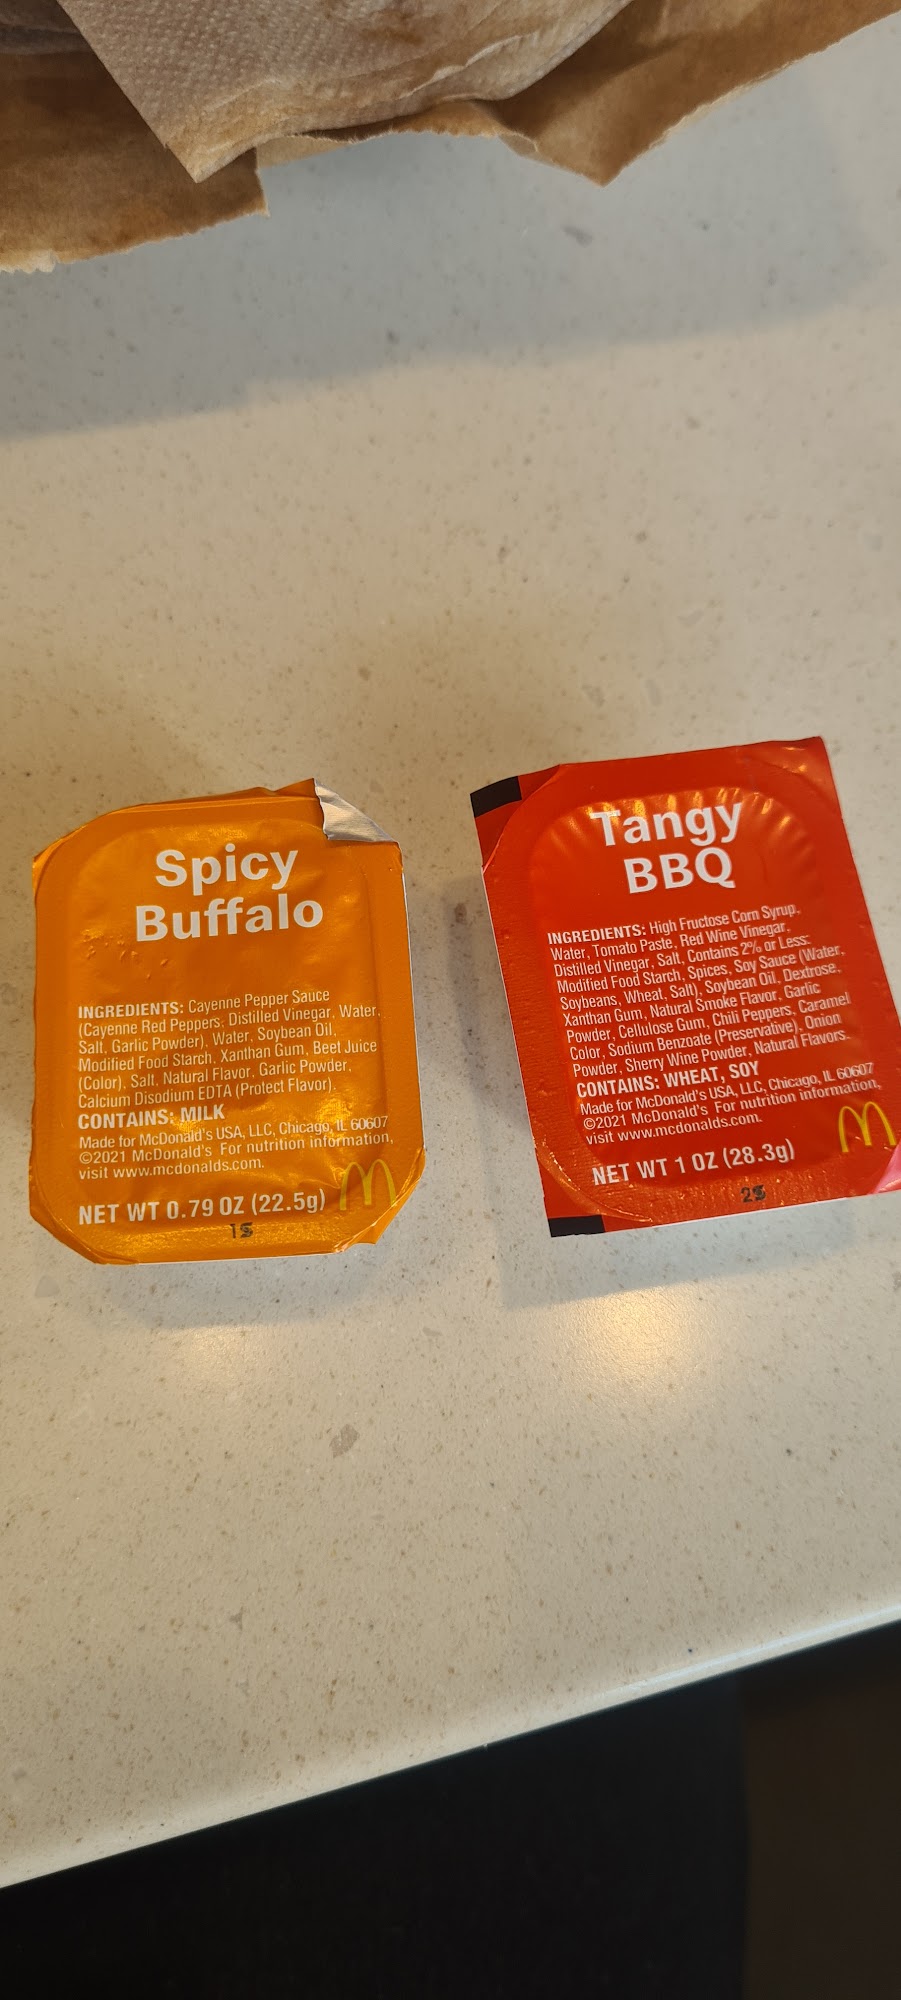 Spicy
Buffalo
INGREDIENTS: Cayenne Pepper Sauce
(Cayenne Red Peppers, Distilled Vinegar, Water,
Salt, Garlic Powder), Water, Soybean Oil,
Modified Food Starch, Xanthan Gum, Beet Juice
(Color), Salt, Natural Flavor, Garlic Powder,
Calcium Disodium EDTA (Protect Flavor).
CONTAINS: MILK
Made for McDonald's USA, LLC, Chicago, IL 60607
©2021 McDonald's For nutrition information,
visit www.mcdonalds.com.
NET WT 0.79 OZ (22.5g)
Tangy
BBQ
INGREDIENTS: High Fructose Corn Syrup,
Water, Tomato Paste, Red Wine Vinegar,
Distilled Vinegar, Salt, Contains 2% or Less:
Modified Food Starch, Spices, Soy Sauce (Water,
Soybeans, Wheat, Salt), Soybean Oil, Dextrose,
Xanthan Gum, Natural Smoke Flavor, Garlic
Powder, Cellulose Gum, Chili Peppers, Caramel
Color, Sodium Benzoate (Preservative), Onion
Powder, Sherry Wine Powder, Natural Flavors.
CONTAINS: WHEAT, SOY
Made for McDonald's USA, LLC, Chicago, IL 60607
©2021 McDonald's For nutrition information,
visit www.mcdonalds.com.
NET WT 1 OZ (28.3g)